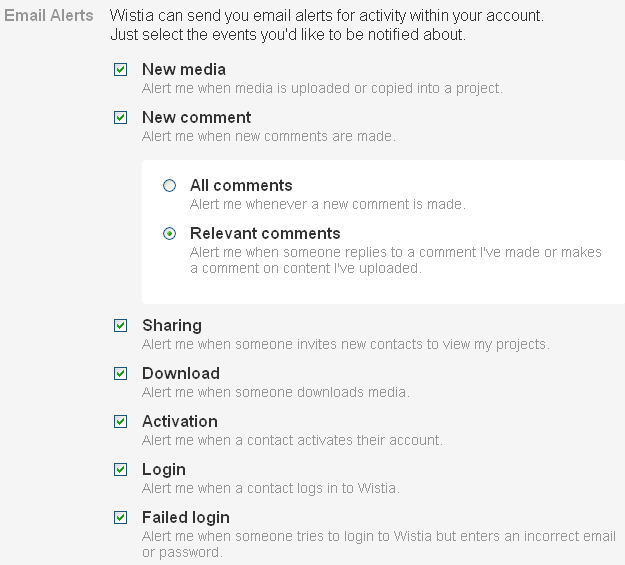 Email Alerts Wistia can send you email alerts for activity within your account.
Just select the events you'd like to be notified about.
New media
Alert me when media is uploaded or copied into a project.
New comment
Alert me when new comments are made.
All comments
Alert me whenever a new comment is made.
Relevant comments
Alert me when someone replies to a comment I've made or makes
a comment on content I've uploaded.
Sharing
Alert me when someone invites new contacts to view my projects.
Download
Alert me when someone downloads media.
Activation
Alert me when a contact activates their account.
Login
Alert me when a contact logs in to Wistia.
Failed login
Alert me when someone tries to login to Wistia but enters an incorrect email
or password.